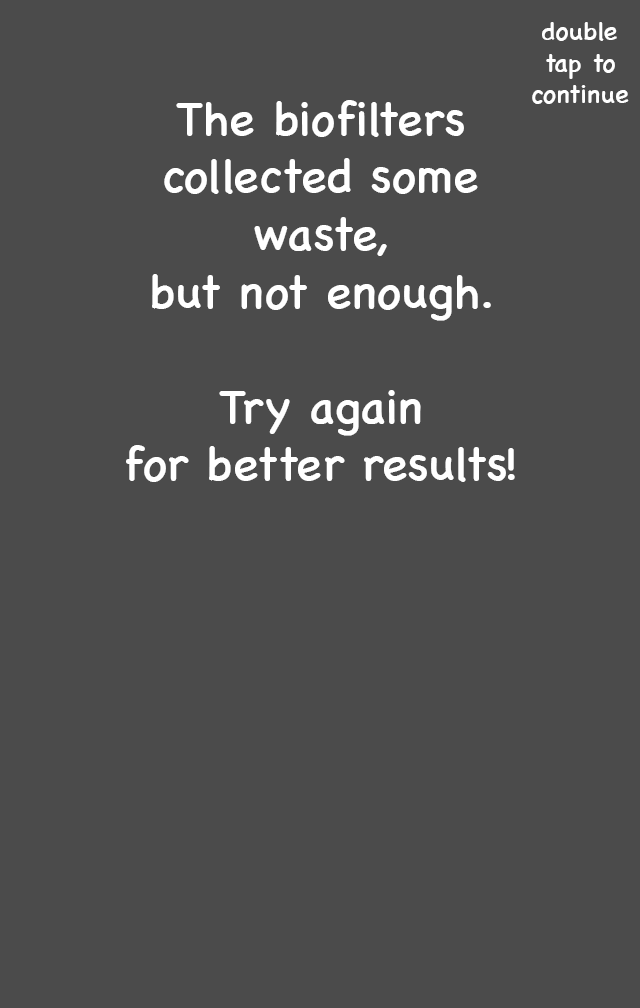 double
tap to
continue
The biofilters
collected some
waste,
but not enough.
Try again
for better results!